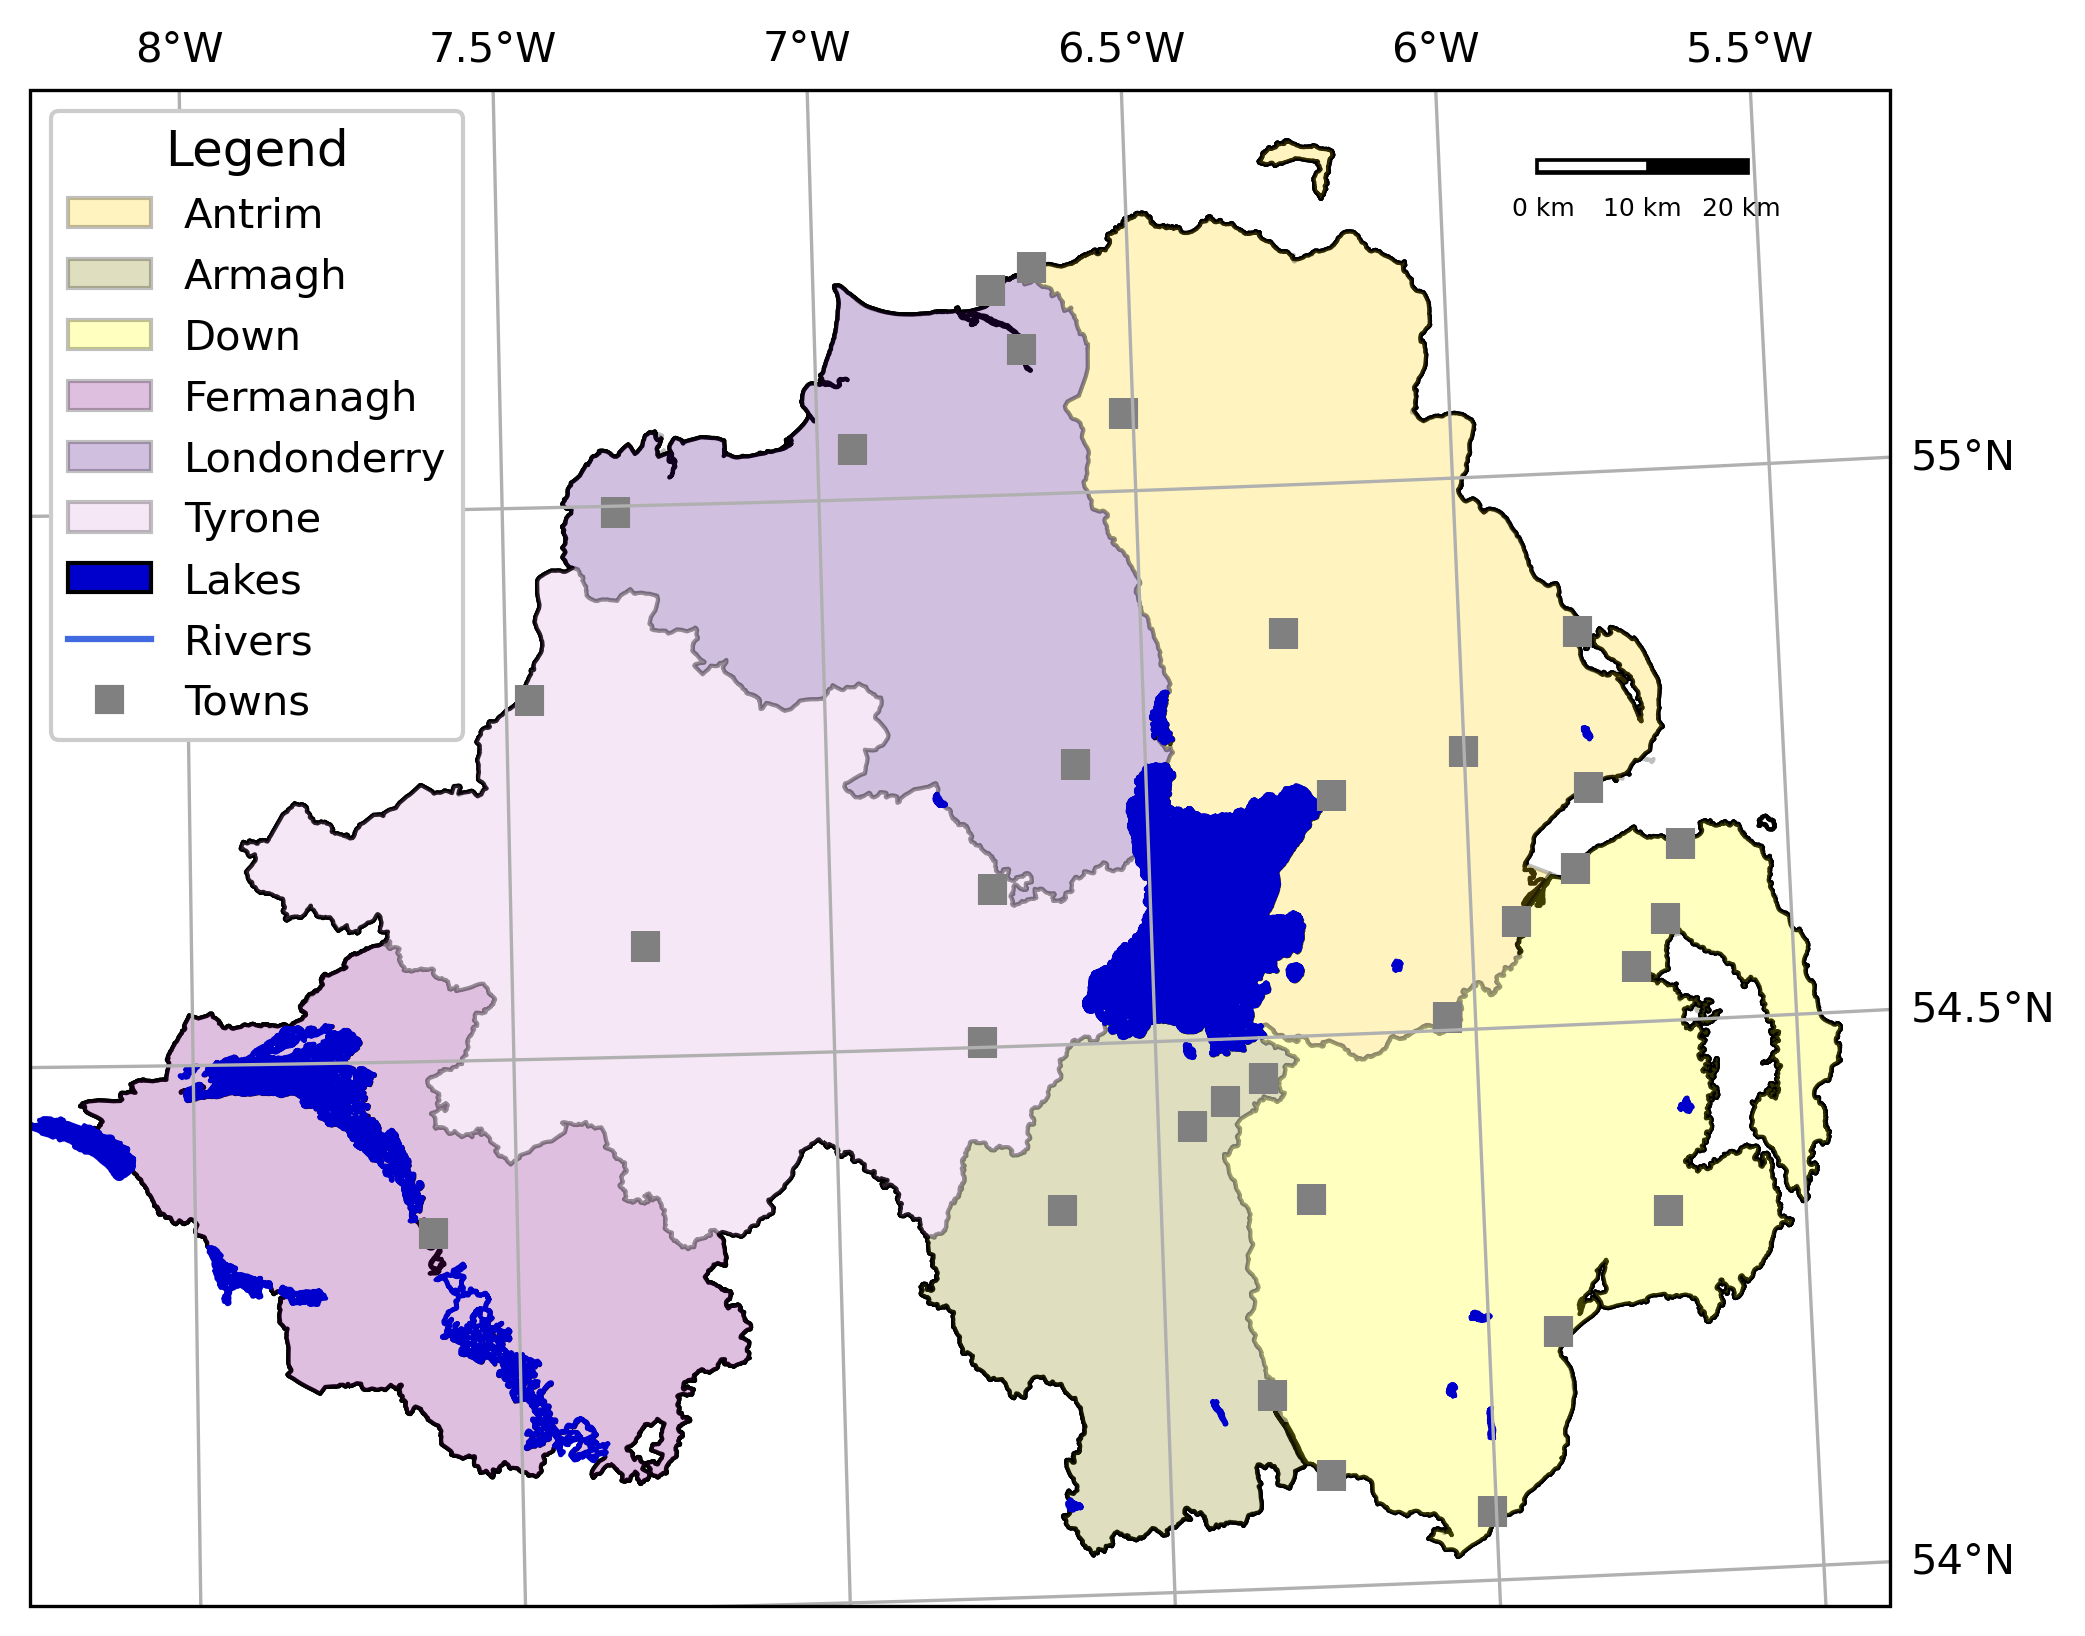 8°W 7.5°W 7°W 6.5°W 6°W 5.5°W
Legend
Antrim
Armagh
Down
Fermanagh
Londonderry
Tyrone
Lakes
Rivers
Towns
0 km 10 km 20 km
55°N
54.5°N
54°N